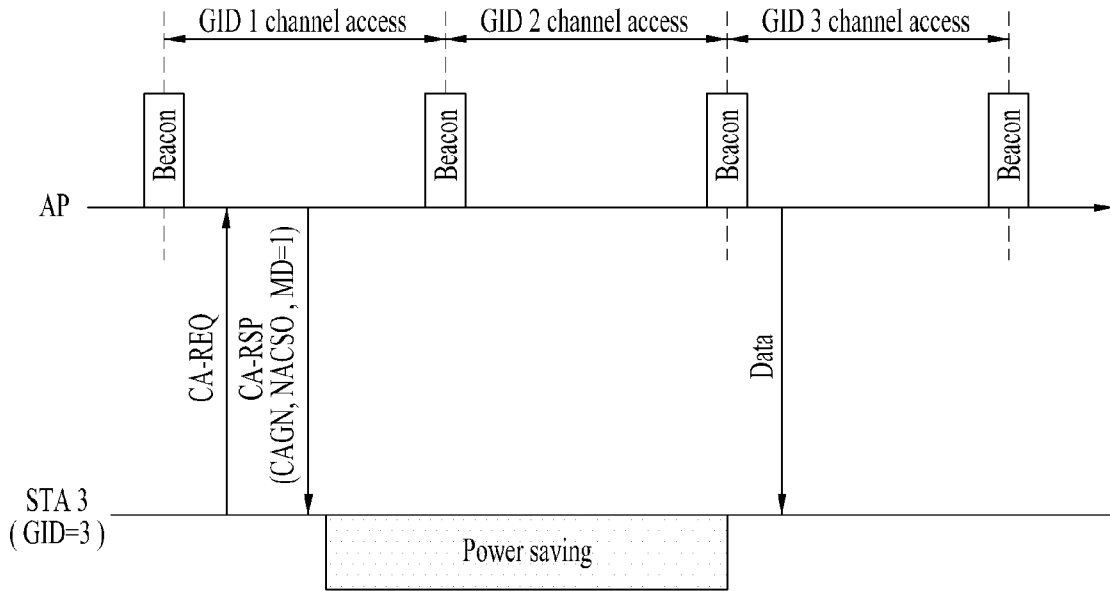 GID 1 channel access
GID 2 channel access
GID 3 channel access
Beacon
Beacon
Bcacon
Beacon
AP
CA-REQ
CA-RSP
(CAGN, NACSO , MD=1)
Data
STA 3
( GID=3 )
Power saving